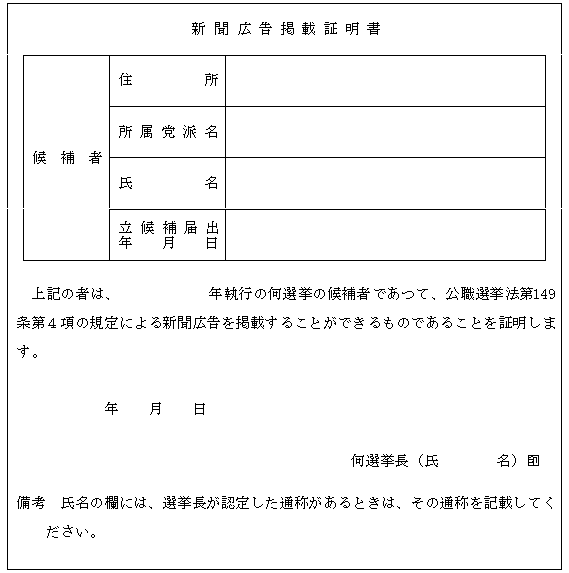 新聞広告掲載証明書
候補者
住所
所属党派名
氏名
立候補届出
年月日
上記の者は、　　　　　　年執行の何選挙の候補者であつて、公職選挙法第149
条第４項の規定による新聞広告を掲載することができるものであることを証明しま
す。
年　　月　　日
何選挙長（氏　　　　名）印
備考　氏名の欄には、選挙長が認定した通称があるときは、その通称を記載してく
ださい。